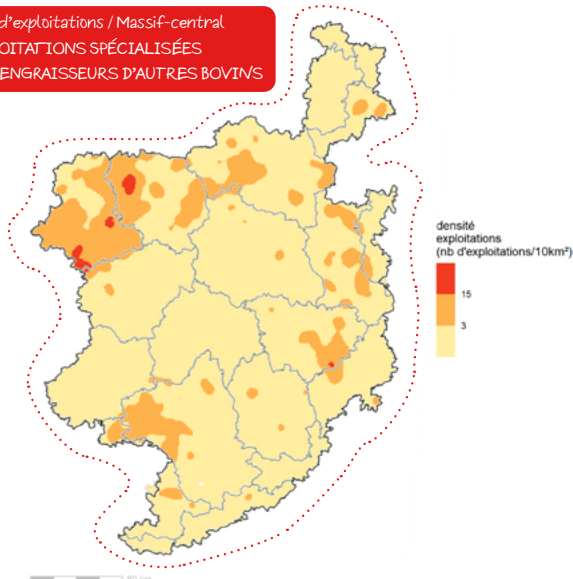 d'exploitations / Massif-central
OITATIONS SPÉCIALISÉES
ENGRAISSEURS D'AUTRES BOVINS
densité
exploitations
(nb d'exploitations/10km²)
15
3